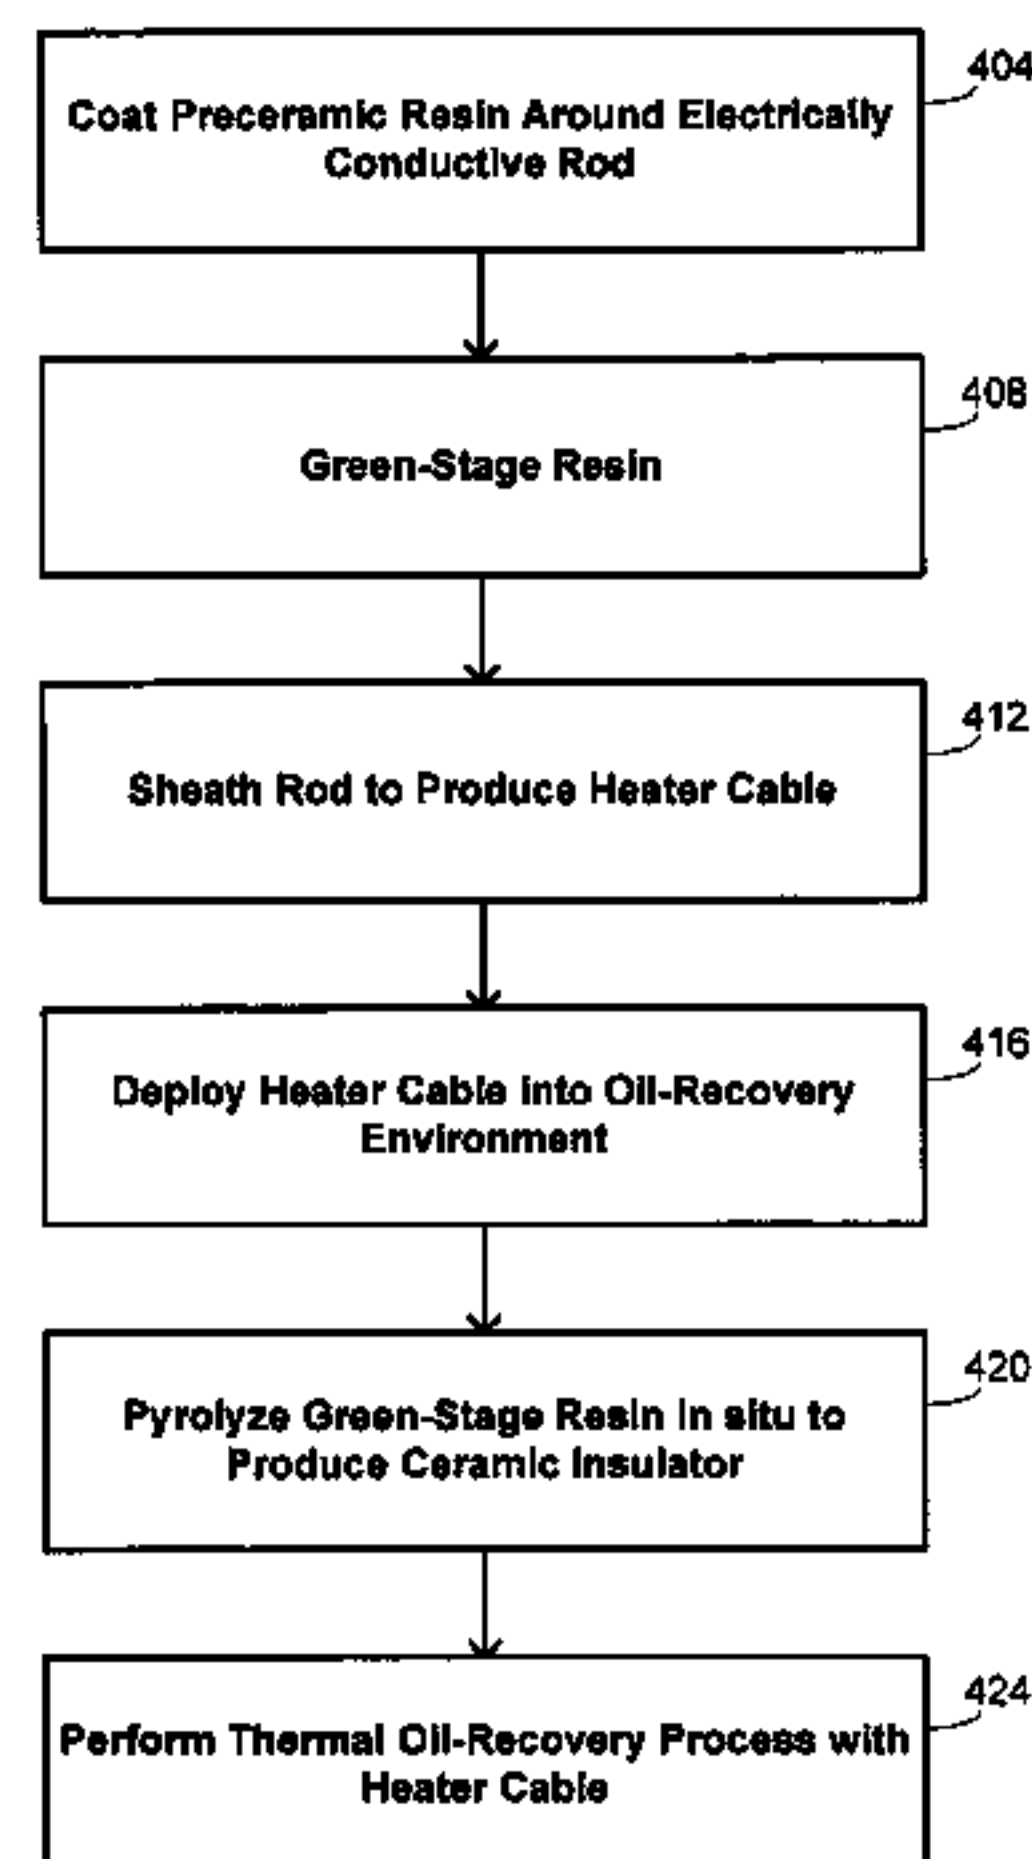 Coat Preceramic Resin Around Electrically
Conductive Rod
404
Green-Stage Resin
408
Sheath Rod to Produce Heater Cable
412
Deploy Heater Cable into Oil-Recovery
Environment
416
Pyrolyze Green-Stage Resin in situ to
Produce Ceramic Insulator
420
Perform Thermal Oil-Recovery Process with
Heater Cable
424